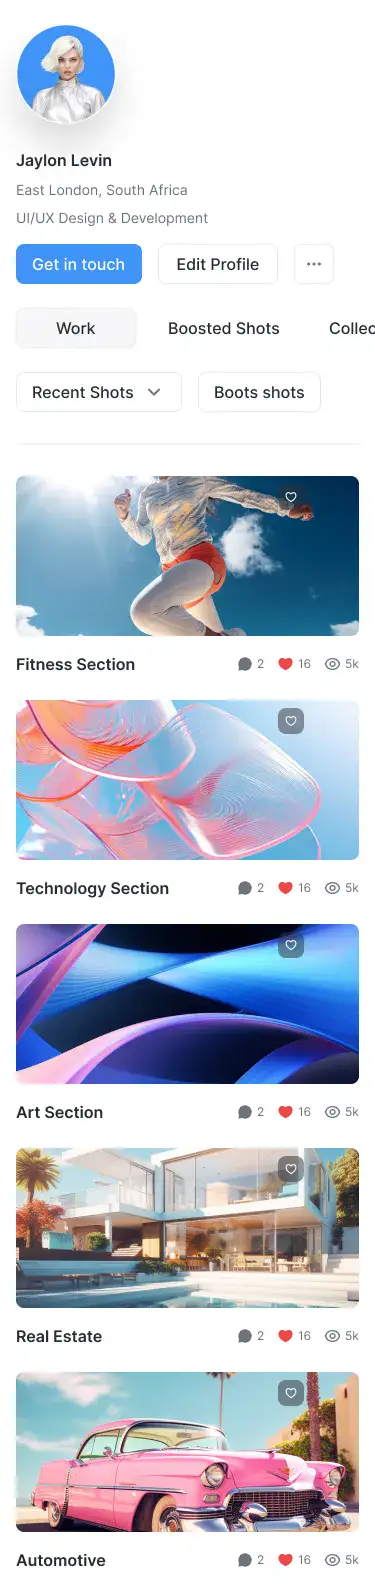 Jaylon Levin
East London, South Africa
UI/UX Design & Development
Get in touch Edit Profile ...
Work Boosted Shots Collec
Recent Shots Boots shots
Fitness Section 2 16 5k
Technology Section 2 16 5k
Art Section 2 16 5k
Real Estate 2 16 5k
Automotive 2 16 5k